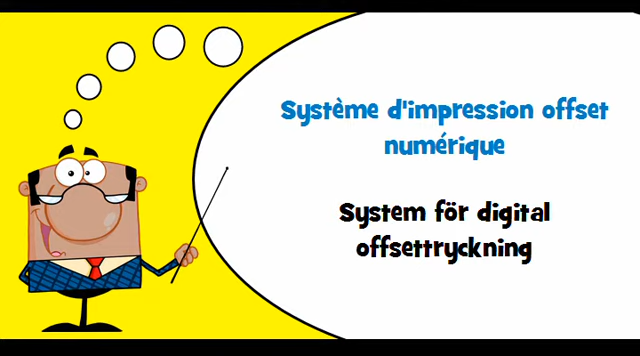 Système d'impression offset
numérique
System för digital
offsettryckning